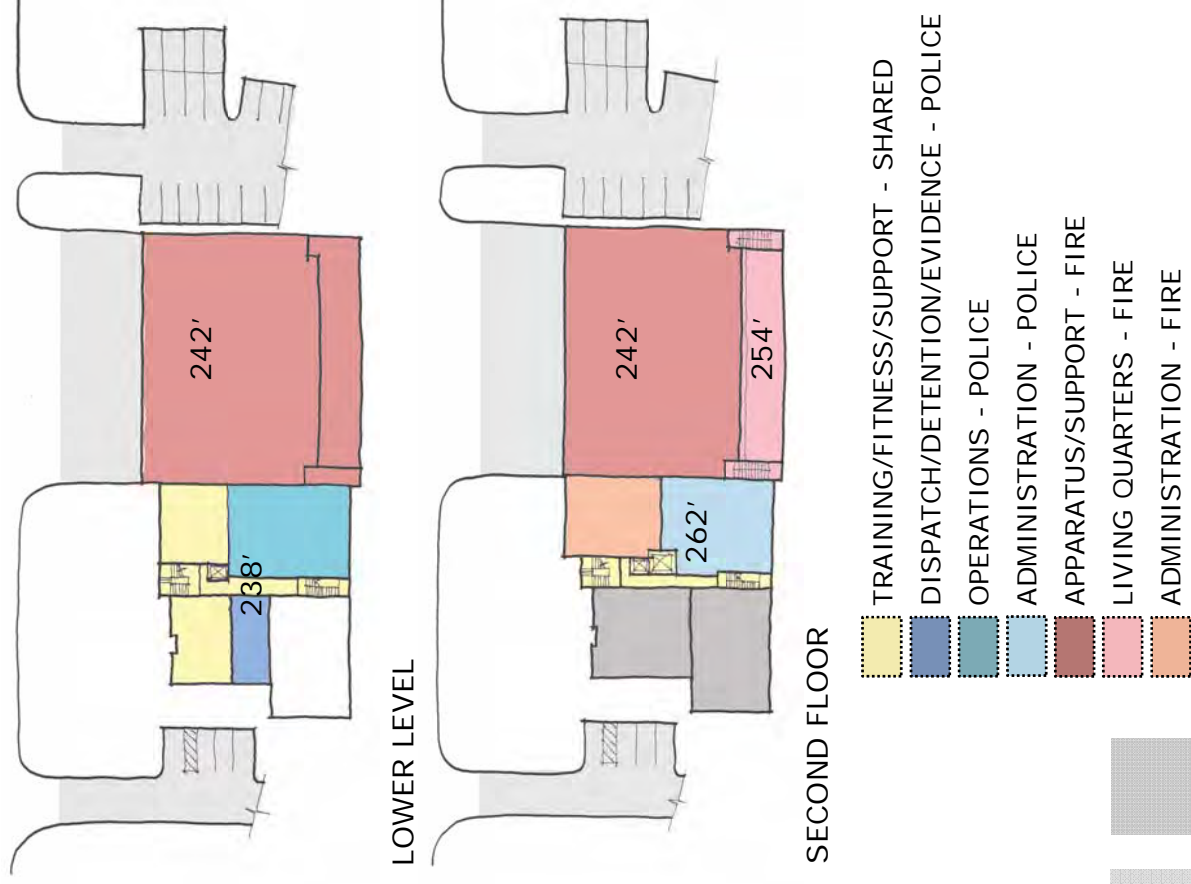 242'
238'
LOWER LEVEL
242'
254'
262'
SECOND FLOOR
TRAINING/FITNESS/SUPPORT - SHARED
DISPATCH/DETENTION/EVIDENCE - POLICE
OPERATIONS - POLICE
ADMINISTRATION - POLICE
APPARATUS/SUPPORT - FIRE
LIVING QUARTERS - FIRE
ADMINISTRATION - FIRE